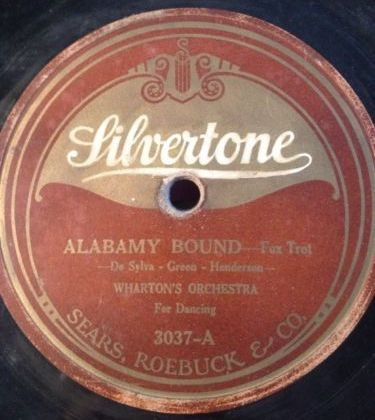 Silvertone
ALABAMY BOUND—Fox Trot
—De Sylva - Green - Henderson—
WHARTON'S ORCHESTRA
For Dancing
3037-A
SEARS, ROEBUCK & CO.